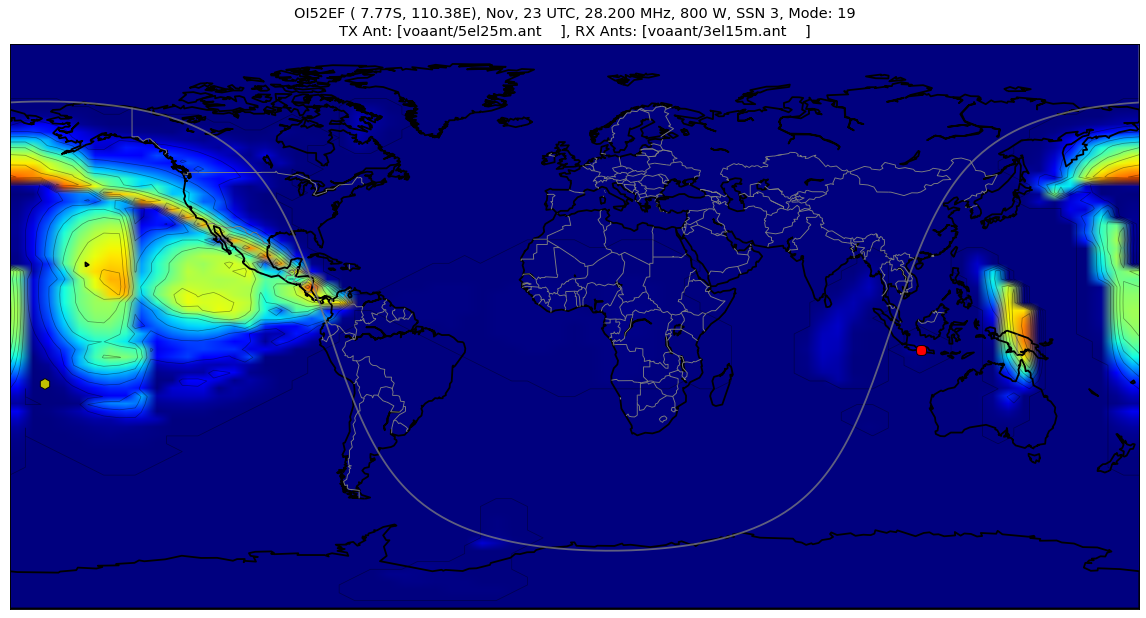 OI52EF ( 7.77S, 110.38E), Nov, 23 UTC, 28.200 MHz, 800 W, SSN 3, Mode: 19
TX Ant: [voaant/5el25m.ant    ], RX Ants: [voaant/3el15m.ant    ]